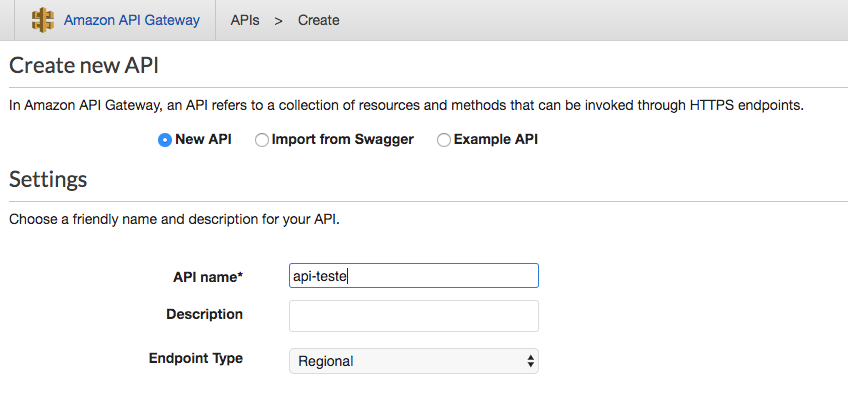 Amazon API Gateway APIs > Create
Create new API
In Amazon API Gateway, an API refers to a collection of resources and methods that can be invoked through HTTPS endpoints.
New API Import from Swagger Example API
Settings
Choose a friendly name and description for your API.
API name* api-teste
Description
Endpoint Type Regional